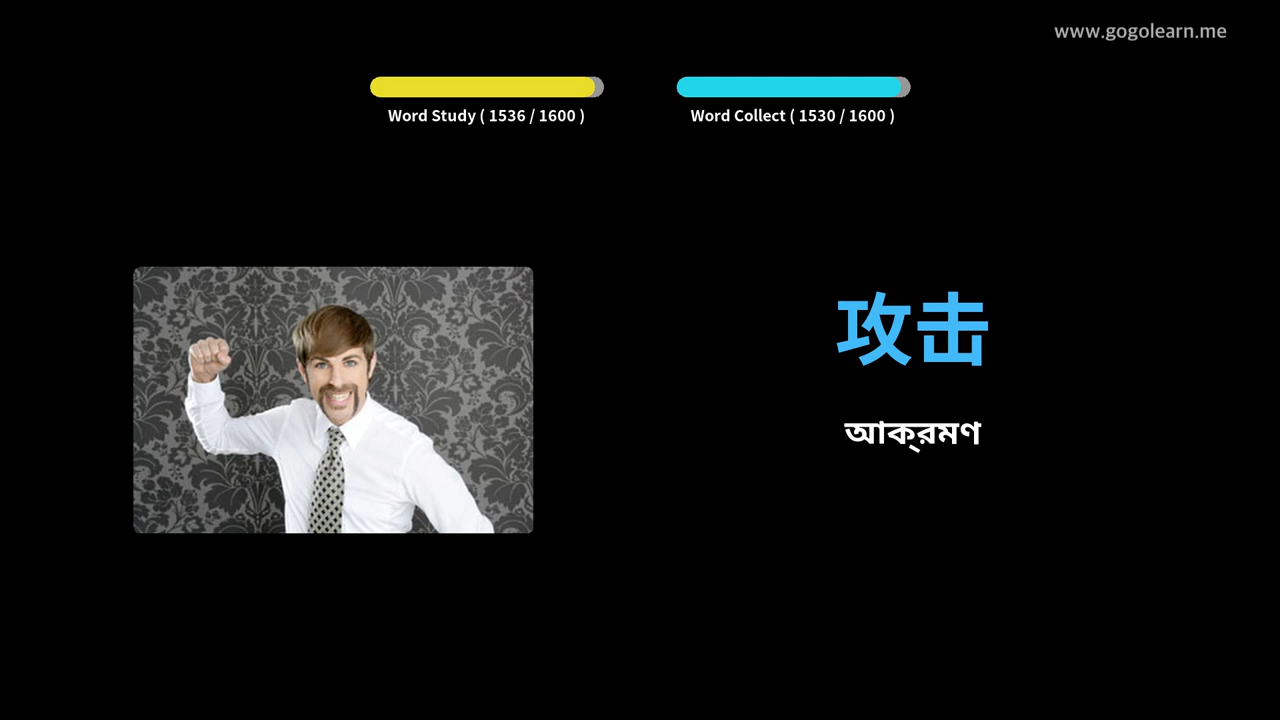 www.gogolearn.me
Word Study ( 1536 / 1600 )
Word Collect ( 1530 / 1600 )
攻击
আক্‌রমণ